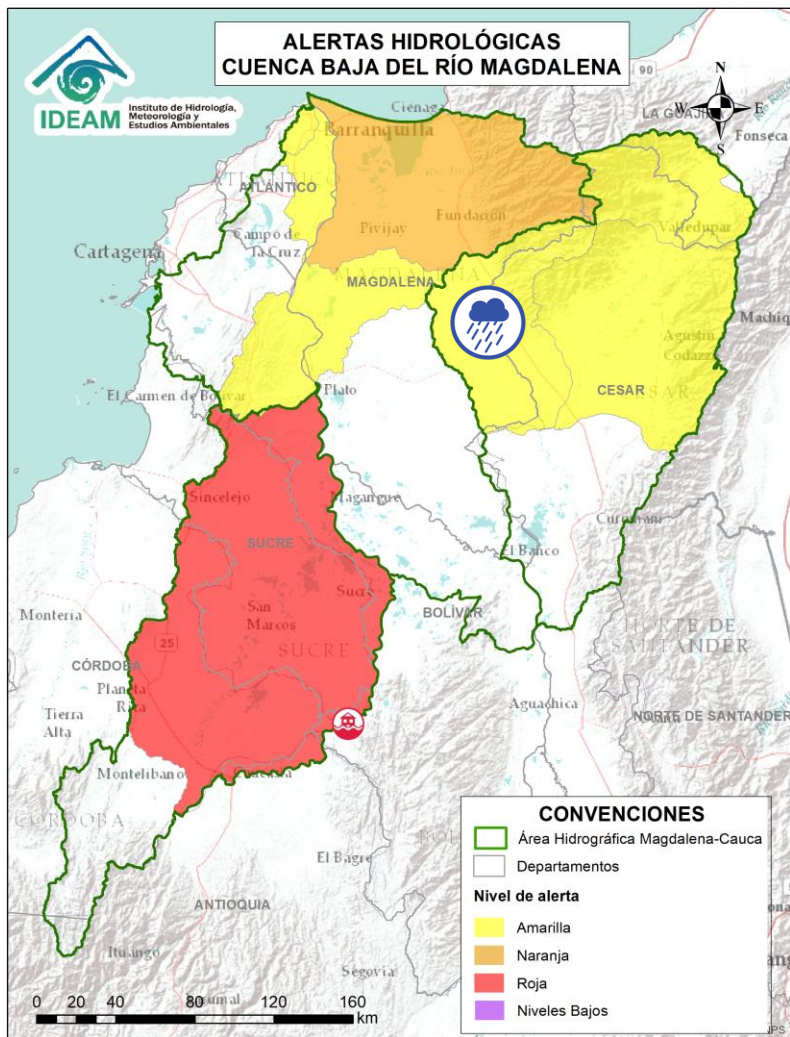 ALERTAS HIDROLÓGICAS
CUENCA BAJA DEL RÍO MAGDALENA
IDEAM
Instituto de Hidrología,
Meteorología y
Estudios Ambientales
N
W
E
S
90
LA GUAJIRA
Fonseca
Ciénaga
Barranquilla
ATLÁNTICO
Pivijay
Fundación
Valledupar
Cartagena
Campo de
la Cruz
MAGDALENA
Agustín
Codazzi
CESAR
El Carmen de Bolívar
Plato
Sincelejo
Magangue
SUCRE
Curumaní
El Banco
Sucre
BOLÍVAR
San
Marcos
SUCRE
Montería
NORTE DE
SANTANDER
CÓRDOBA
25
Planeta
Rica
Aguachica
NORTE DE SANTANDER
Tierra
Alta
Montelíbano
CÓRDOBA
El Bagre
ANTIOQUIA
Ituango
Segovia
CONVENCIONES
Área Hidrográfica Magdalena-Cauca
Departamentos
Nivel de alerta
Amarilla
Naranja
Roja
Niveles Bajos
0 20 40 80 120 160
km